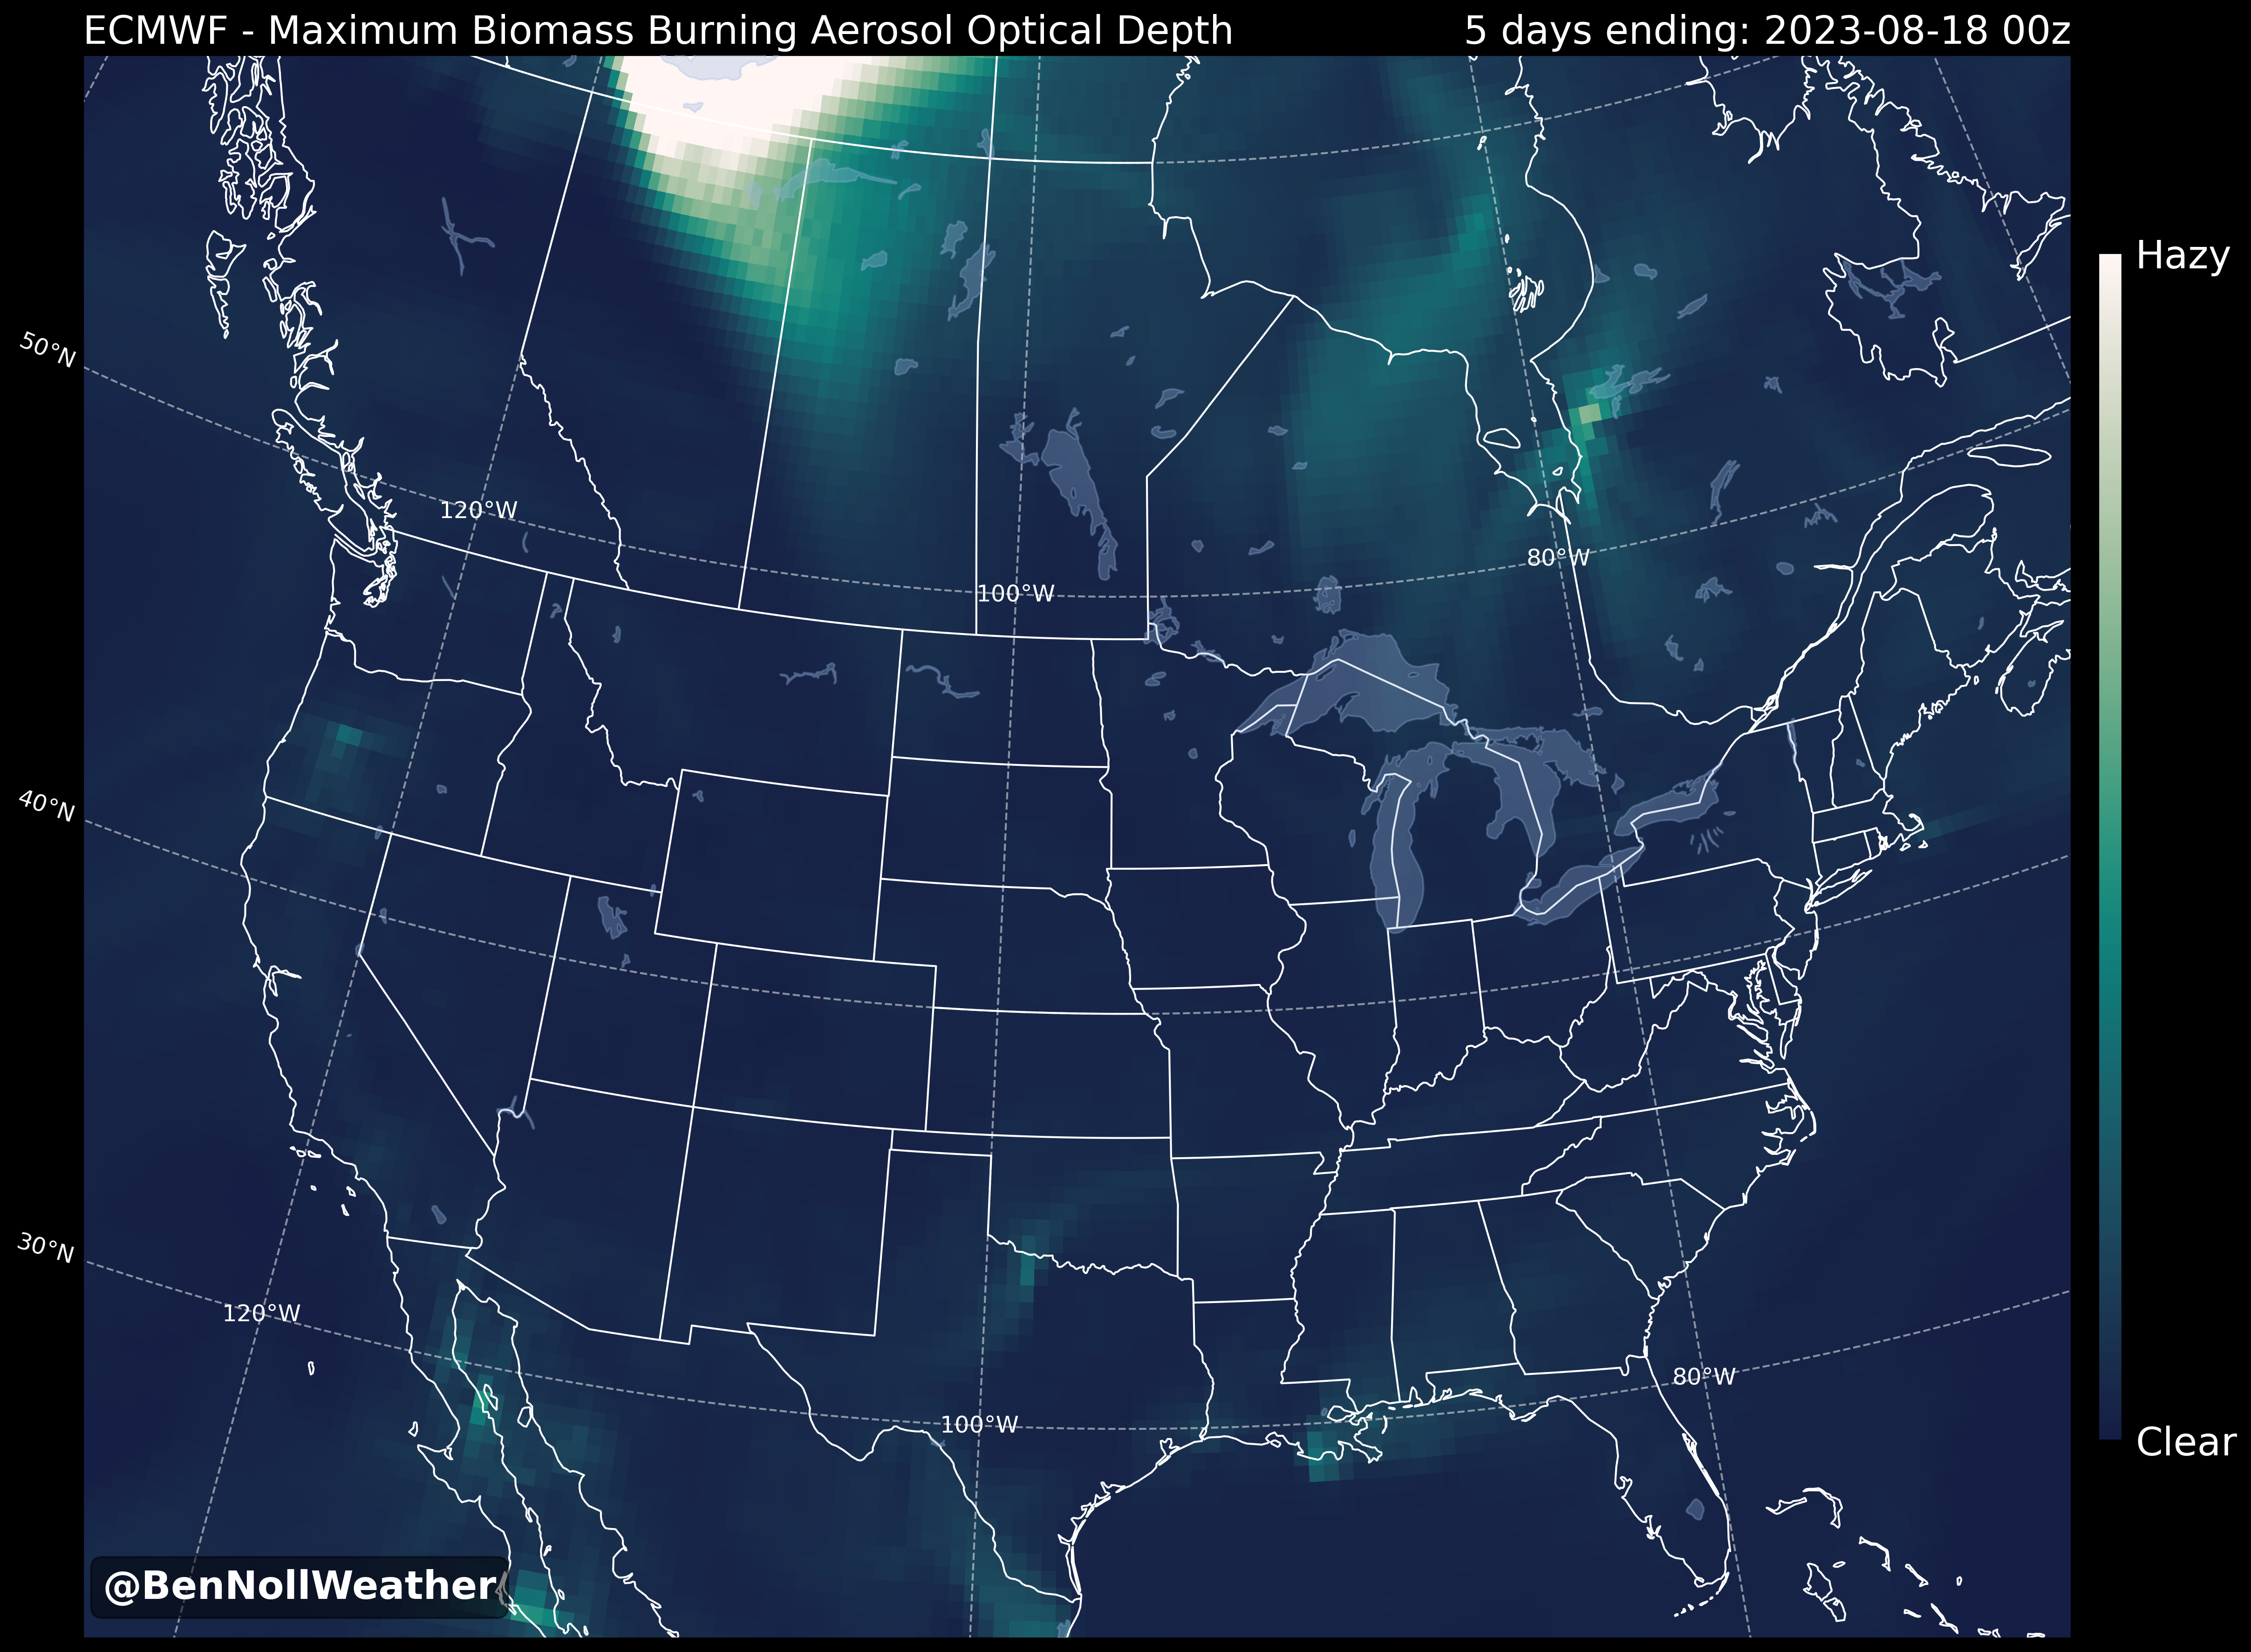 ECMWF - Maximum Biomass Burning Aerosol Optical Depth
5 days ending: 2023-08-18 00z
Hazy
50°N
120°W
80°W
100°W
40°N
30°N
120°W
80°W
100°W
Clear
@BenNollWeather